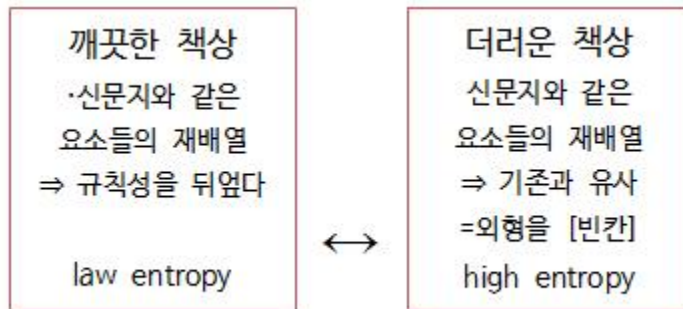 깨끗한 책상
·신문지와 같은
요소들의 재배열
⇒ 규칙성을 뒤엎다
law entropy
↔
더러운 책상
신문지와 같은
요소들의 재배열
⇒ 기존과 유사
=외형을 [빈칸]
high entropy